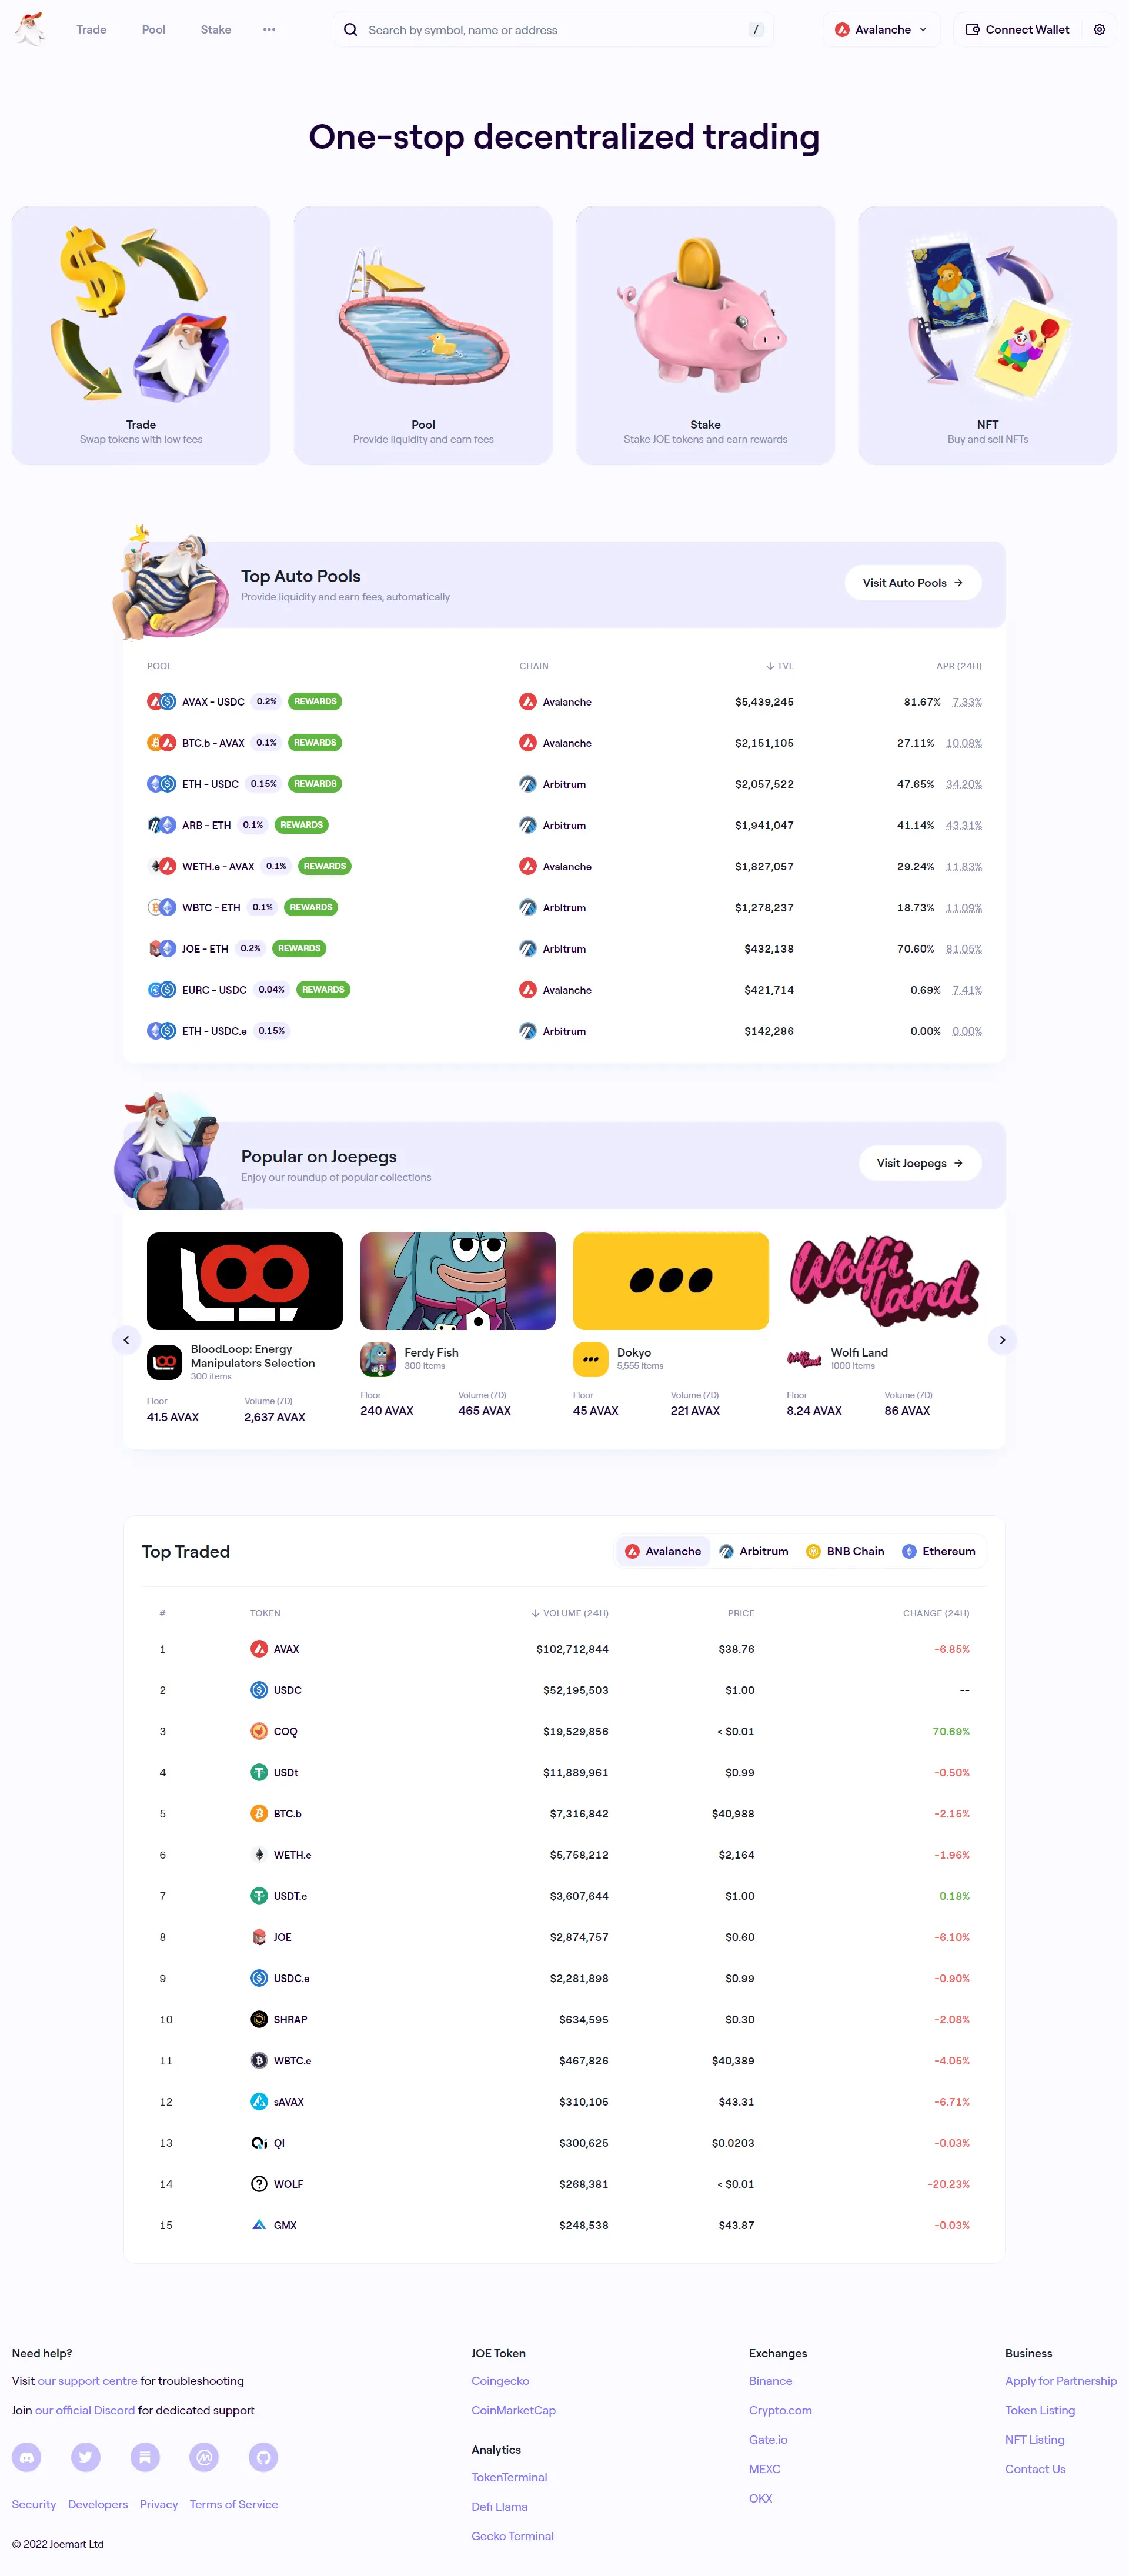 Trade Pool Stake Search by symbol, name or address / Avalanche Connect Wallet
One-stop decentralized trading
Trade
Swap tokens with low fees
Pool
Provide liquidity and earn fees
Stake
Stake JOE tokens and earn rewards
NFT
Buy and sell NFTs
Top Auto Pools
Provide liquidity and earn fees, automatically
Visit Auto Pools
POOL CHAIN TVL APR (24H)
AVAX - USDC 0.2% REWARDS Avalanche $5,439,245 81.67% 7.33%
BTC.b - AVAX 0.1% REWARDS Avalanche $2,151,105 27.11% 10.08%
ETH - USDC 0.15% REWARDS Arbitrum $2,057,522 47.65% 34.20%
ARB - ETH 0.1% REWARDS Arbitrum $1,941,047 41.14% 43.31%
WETH.e - AVAX 0.1% REWARDS Avalanche $1,827,057 29.24% 11.83%
WBTC - ETH 0.1% REWARDS Arbitrum $1,278,237 18.73% 11.09%
JOE - ETH 0.2% REWARDS Arbitrum $432,138 70.60% 81.05%
EURC - USDC 0.04% REWARDS Avalanche $421,714 0.69% 7.41%
ETH - USDC.e 0.15% Arbitrum $142,286 0.00% 0.00%
Popular on Joepegs
Enjoy our roundup of popular collections
Visit Joepegs
Wolfi
land
BloodLoop: Energy
Manipulators Selection
300 items
Floor Volume (7D)
41.5 AVAX 2,637 AVAX
Ferdy Fish
300 items
Floor Volume (7D)
240 AVAX 465 AVAX
Dokyo
5,555 items
Floor Volume (7D)
45 AVAX 221 AVAX
Wolfi Land
1000 items
Floor Volume (7D)
8.24 AVAX 86 AVAX
Top Traded
Avalanche Arbitrum BNB Chain Ethereum
# TOKEN VOLUME (24H) PRICE CHANGE (24H)
1 AVAX $102,712,844 $38.76 -6.85%
2 USDC $52,195,503 $1.00 --
3 COQ $19,529,856 < $0.01 70.69%
4 USDt $11,889,961 $0.99 -0.50%
5 BTC.b $7,316,842 $40,988 -2.15%
6 WETH.e $5,758,212 $2,164 -1.96%
7 USDT.e $3,607,644 $1.00 0.18%
8 JOE $2,874,757 $0.60 -6.10%
9 USDC.e $2,281,898 $0.99 -0.90%
10 SHRAP $634,595 $0.30 -2.08%
11 WBTC.e $467,826 $40,389 -4.05%
12 sAVAX $310,105 $43.31 -6.71%
13 QI $300,625 $0.0203 -0.03%
14 WOLF $268,381 < $0.01 -20.23%
15 GMX $248,538 $43.87 -0.03%
Need help?
Visit our support centre for troubleshooting
Join our official Discord for dedicated support
Security Developers Privacy Terms of Service
© 2022 Joemart Ltd
JOE Token
Coingecko
CoinMarketCap
Analytics
TokenTerminal
Defi Llama
Gecko Terminal
Exchanges
Binance
Crypto.com
Gate.io
MEXC
OKX
Business
Apply for Partnership
Token Listing
NFT Listing
Contact Us